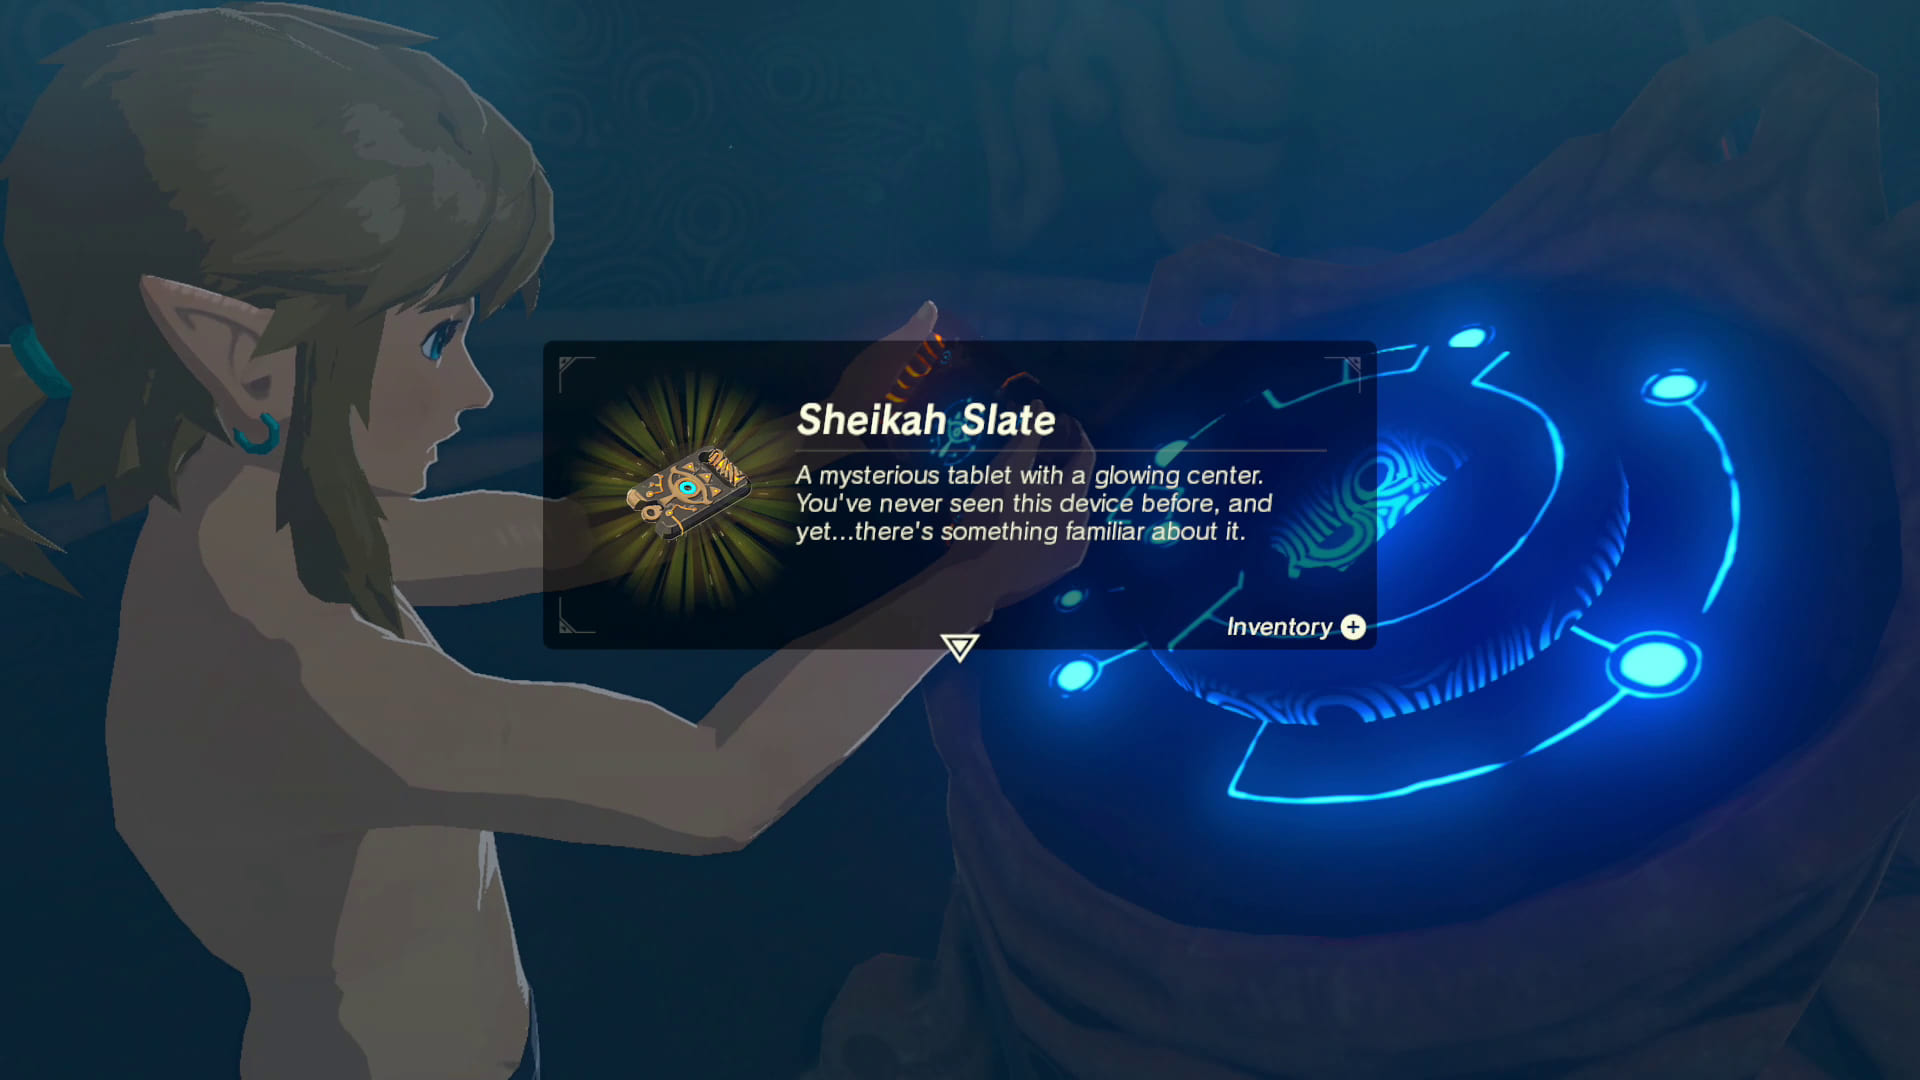 Sheikah Slate
A mysterious tablet with a glowing center.
You've never seen this device before, and
yet...there's something familiar about it.
Inventory